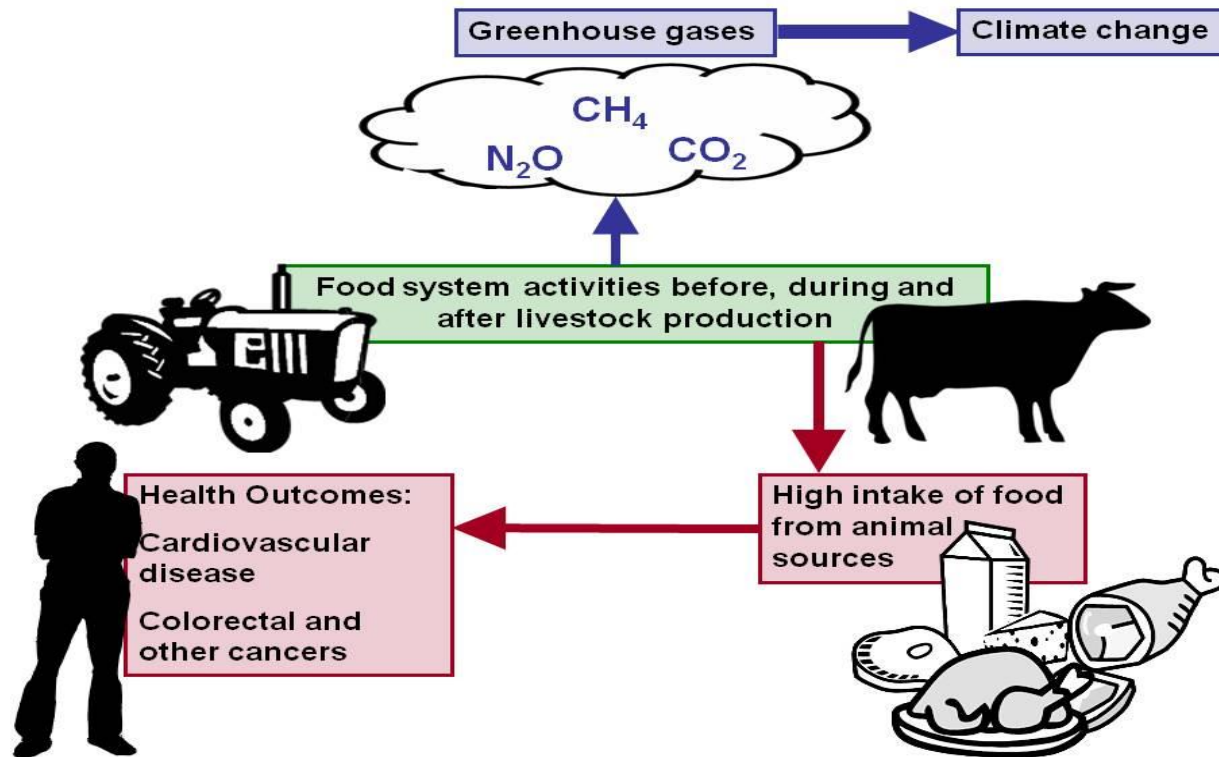 Greenhouse gases
Climate change
CH₄
N₂O
CO₂
Food system activities before, during and
after livestock production
Health Outcomes:
Cardiovascular
disease
Colorectal and
other cancers
High intake of food
from animal
sources